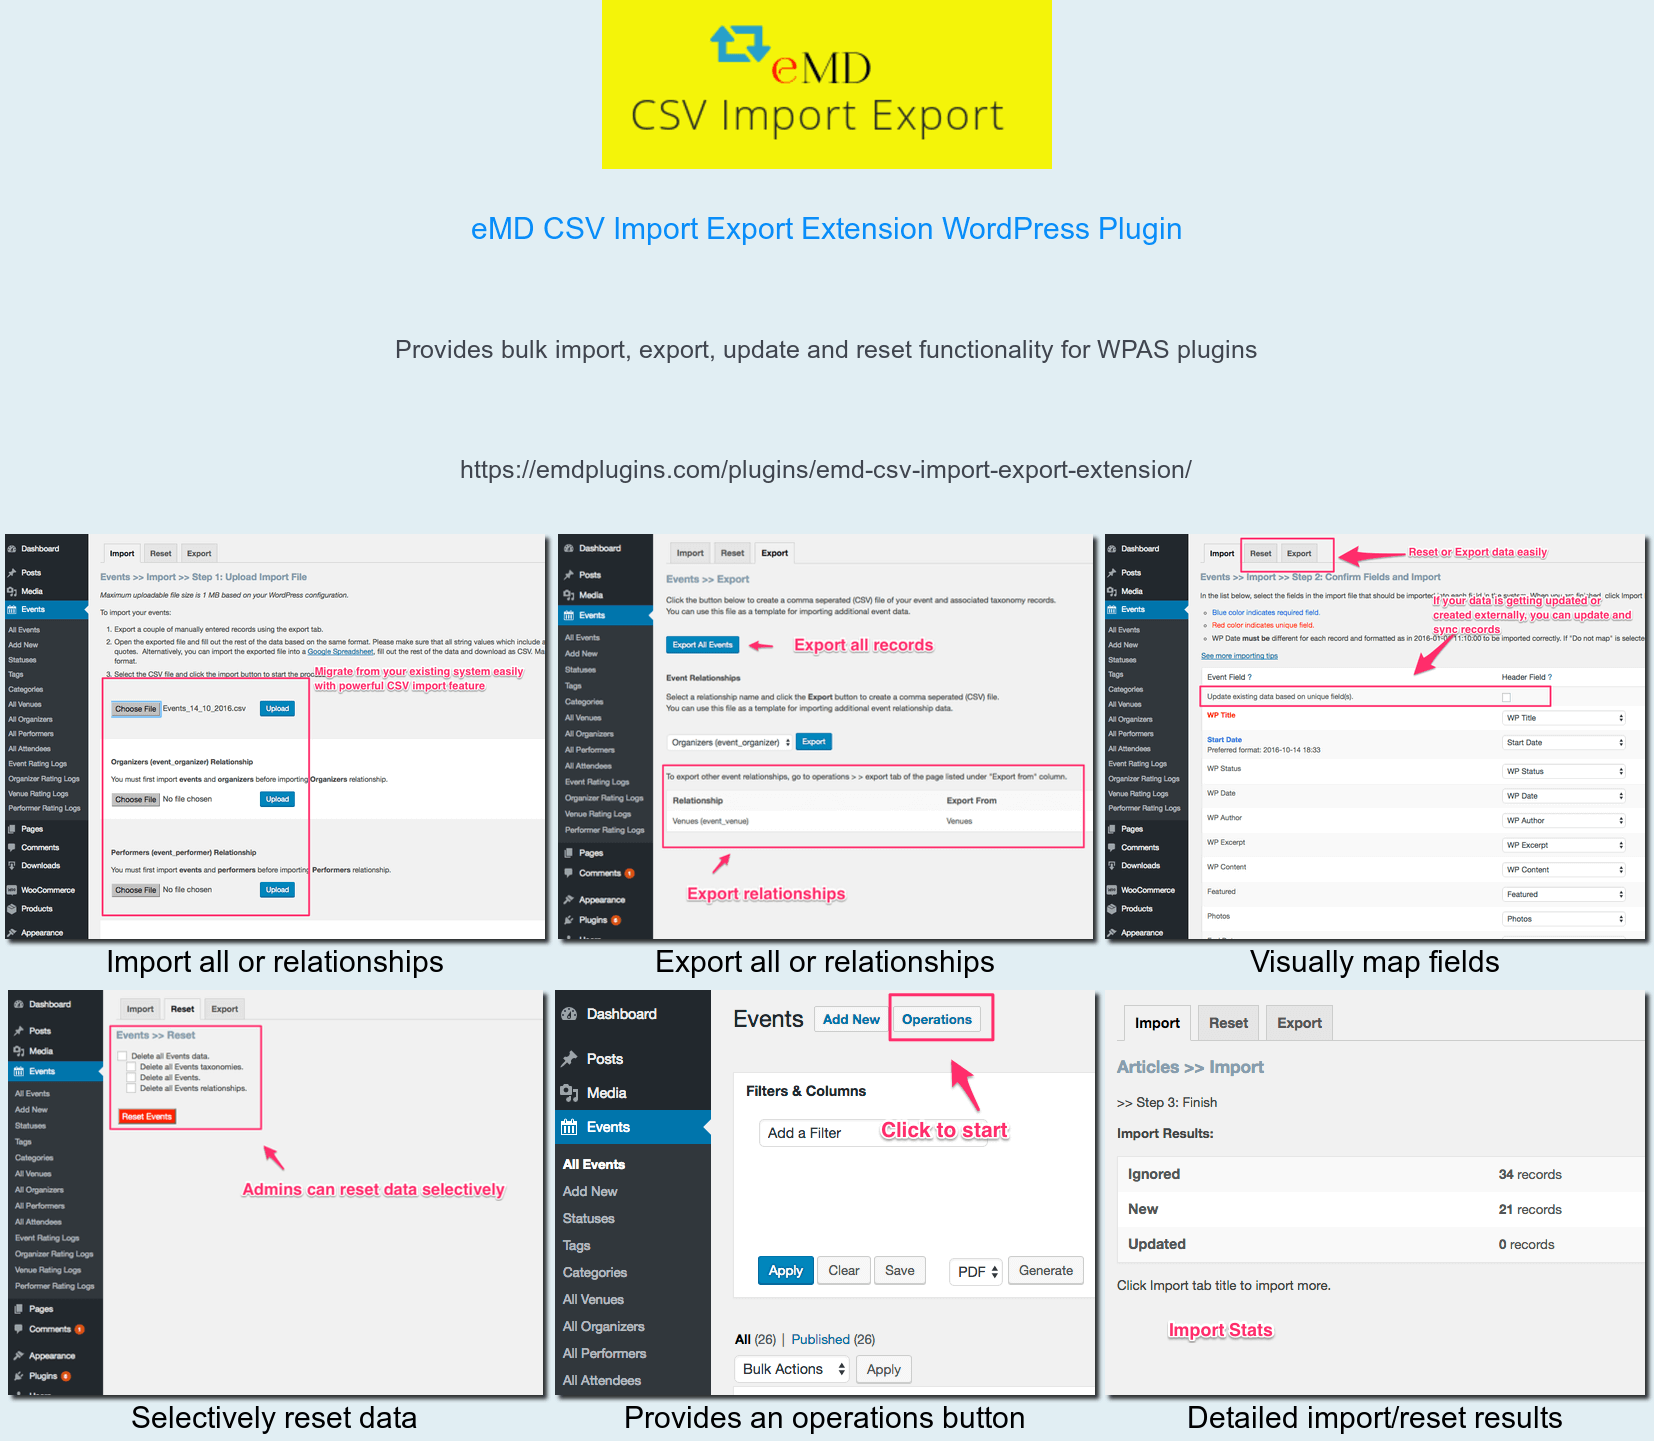 eMD
CSV Import Export
eMD CSV Import Export Extension WordPress Plugin
Provides bulk import, export, update and reset functionality for WPAS plugins
https://emdplugins.com/plugins/emd-csv-import-export-extension/
Dashboard
Posts
Media
Events
All Events
Add New
Statuses
Tags
Categories
All Venues
All Organizers
All Performers
All Attendees
Event Rating Logs
Organizer Rating Logs
Venue Rating Logs
Performer Rating Logs
Pages
Comments
Downloads
WooCommerce
Products
Appearance
Import Reset Export
Events >> Import >> Step 1: Upload Import File
Maximum uploadable file size is 1 MB based on your WordPress configuration.
To import your events:
1. Export a couple of manually entered records using the export tab.
2. Open the exported file and fill out the rest of the data based on the same format. Please make sure that all string values which include a
quotes. Alternatively, you can import the exported file into a Google Spreadsheet, fill out the rest of the data and download as CSV. Ma
format.
3. Select the CSV file and click the import button to start the
Migrate from your existing system easily
with powerful CSV import feature
Choose File Events_14_10_2016.csv Upload
Organizers (event_organizer) Relationship
You must first import events and organizers before importing Organizers relationship.
Choose File No file chosen Upload
Performers (event_performer) Relationship
You must first import events and performers before importing Performers relationship.
Choose File No file chosen Upload
Import all or relationships
Dashboard
Posts
Media
Events
All Events
Add New
Statuses
Tags
Categories
All Venues
All Organizers
All Performers
All Attendees
Event Rating Logs
Organizer Rating Logs
Venue Rating Logs
Performer Rating Logs
Pages
Comments 1
Appearance
Plugins 6
Import Reset Export
Events >> Export
Click the button below to create a comma seperated (CSV) file of your event and associated taxonomy records.
You can use this file as a template for importing additional event data.
Export All Events Export all records
Event Relationships
Select a relationship name and click the Export button to create a comma seperated (CSV) file.
You can use this file as a template for importing additional event relationship data.
Organizers (event_organizer) Export
To export other event relationships, go to operations > > export tab of the page listed under "Export from" column.
Relationship Export From
Venues (event_venue) Venues
Export relationships
Export all or relationships
Dashboard
Posts
Media
Events
All Events
Add New
Statuses
Tags
Categories
All Venues
All Organizers
All Performers
All Attendees
Event Rating Logs
Organizer Rating Logs
Venue Rating Logs
Performer Rating Logs
Pages
Comments
Downloads
WooCommerce
Products
Appearance
Import Reset Export Reset or Export data easily
Events >> Import >> Step 2: Confirm Fields and Import
In the list below, select the fields in the import file that should be imported into each field in the system. When you are finished, click Import
Blue color indicates required field.
Red color indicates unique field.
WP Date must be different for each record and formatted as in 11:10:00 to be imported correctly. If "Do not map" is selecte
If your data is getting updated or
created externally, you can update and
sync records
See more importing tips
Event Field ? Header Field ?
Update existing data based on unique field(s).
WP Title WP Title
Start Date Start Date
Preferred format: 2016-10-14 18:33
WP Status WP Status
WP Date WP Date
WP Author WP Author
WP Excerpt WP Excerpt
WP Content WP Content
Featured Featured
Photos Photos
Visually map fields
Dashboard
Posts
Media
Events
All Events
Add New
Statuses
Tags
Categories
All Venues
All Organizers
All Performers
All Attendees
Event Rating Logs
Organizer Rating Logs
Venue Rating Logs
Performer Rating Logs
Pages
Comments 1
Appearance
Plugins 6
Import Reset Export
Events >> Reset
Delete all Events data.
Delete all Events taxonomies.
Delete all Events.
Delete all Events relationships.
Reset Events
Admins can reset data selectively
Selectively reset data
Dashboard
Posts
Media
Events
All Events
Add New
Statuses
Tags
Categories
All Venues
All Organizers
All Performers
All Attendees
Events Add New Operations
Filters & Columns
Add a Filter
Click to start
Apply Clear Save PDF Generate
All (26) | Published (26)
Bulk Actions Apply
Provides an operations button
Import Reset Export
Articles >> Import
>> Step 3: Finish
Import Results:
Ignored 34 records
New 21 records
Updated 0 records
Click Import tab title to import more.
Import Stats
Detailed import/reset results